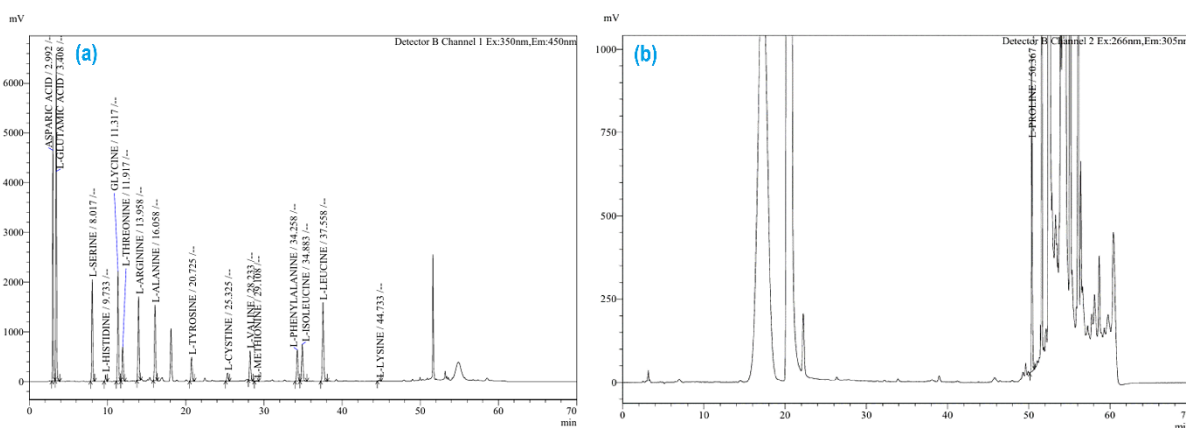 mV
(a)
Detector B Channel 1 Ex:350nm,Em:450nm
ASPARIC ACID / 2.992 /--
L-GLUTAMIC ACID / 3.408 /--
L-SERINE / 8.017 /--
L-HISTIDINE / 9.733 /--
GLYCINE / 11.317 /--
L-THREONINE / 11.917 /--
L-ARGININE / 13.958 /--
L-ALANINE / 16.058 /--
L-TYROSINE / 20.725 /--
L-CYSTINE / 25.325 /--
L-VALINE / 28.233 /--
L-METHIONINE / 29.108 /--
L-PHENYLALANINE / 34.258 /--
L-ISOLEUCINE / 34.883 /--
L-LEUCINE / 37.558 /--
L-LYSINE / 44.733 /--
6000
5000
4000
3000
2000
1000
0
0 10 20 30 40 50 60 70
min
mV
(b)
Detector B Channel 2 Ex:266nm,Em:305nm
L-PROLINE / 50.367
1000
750
500
250
0
0 10 20 30 40 50 60 70
min